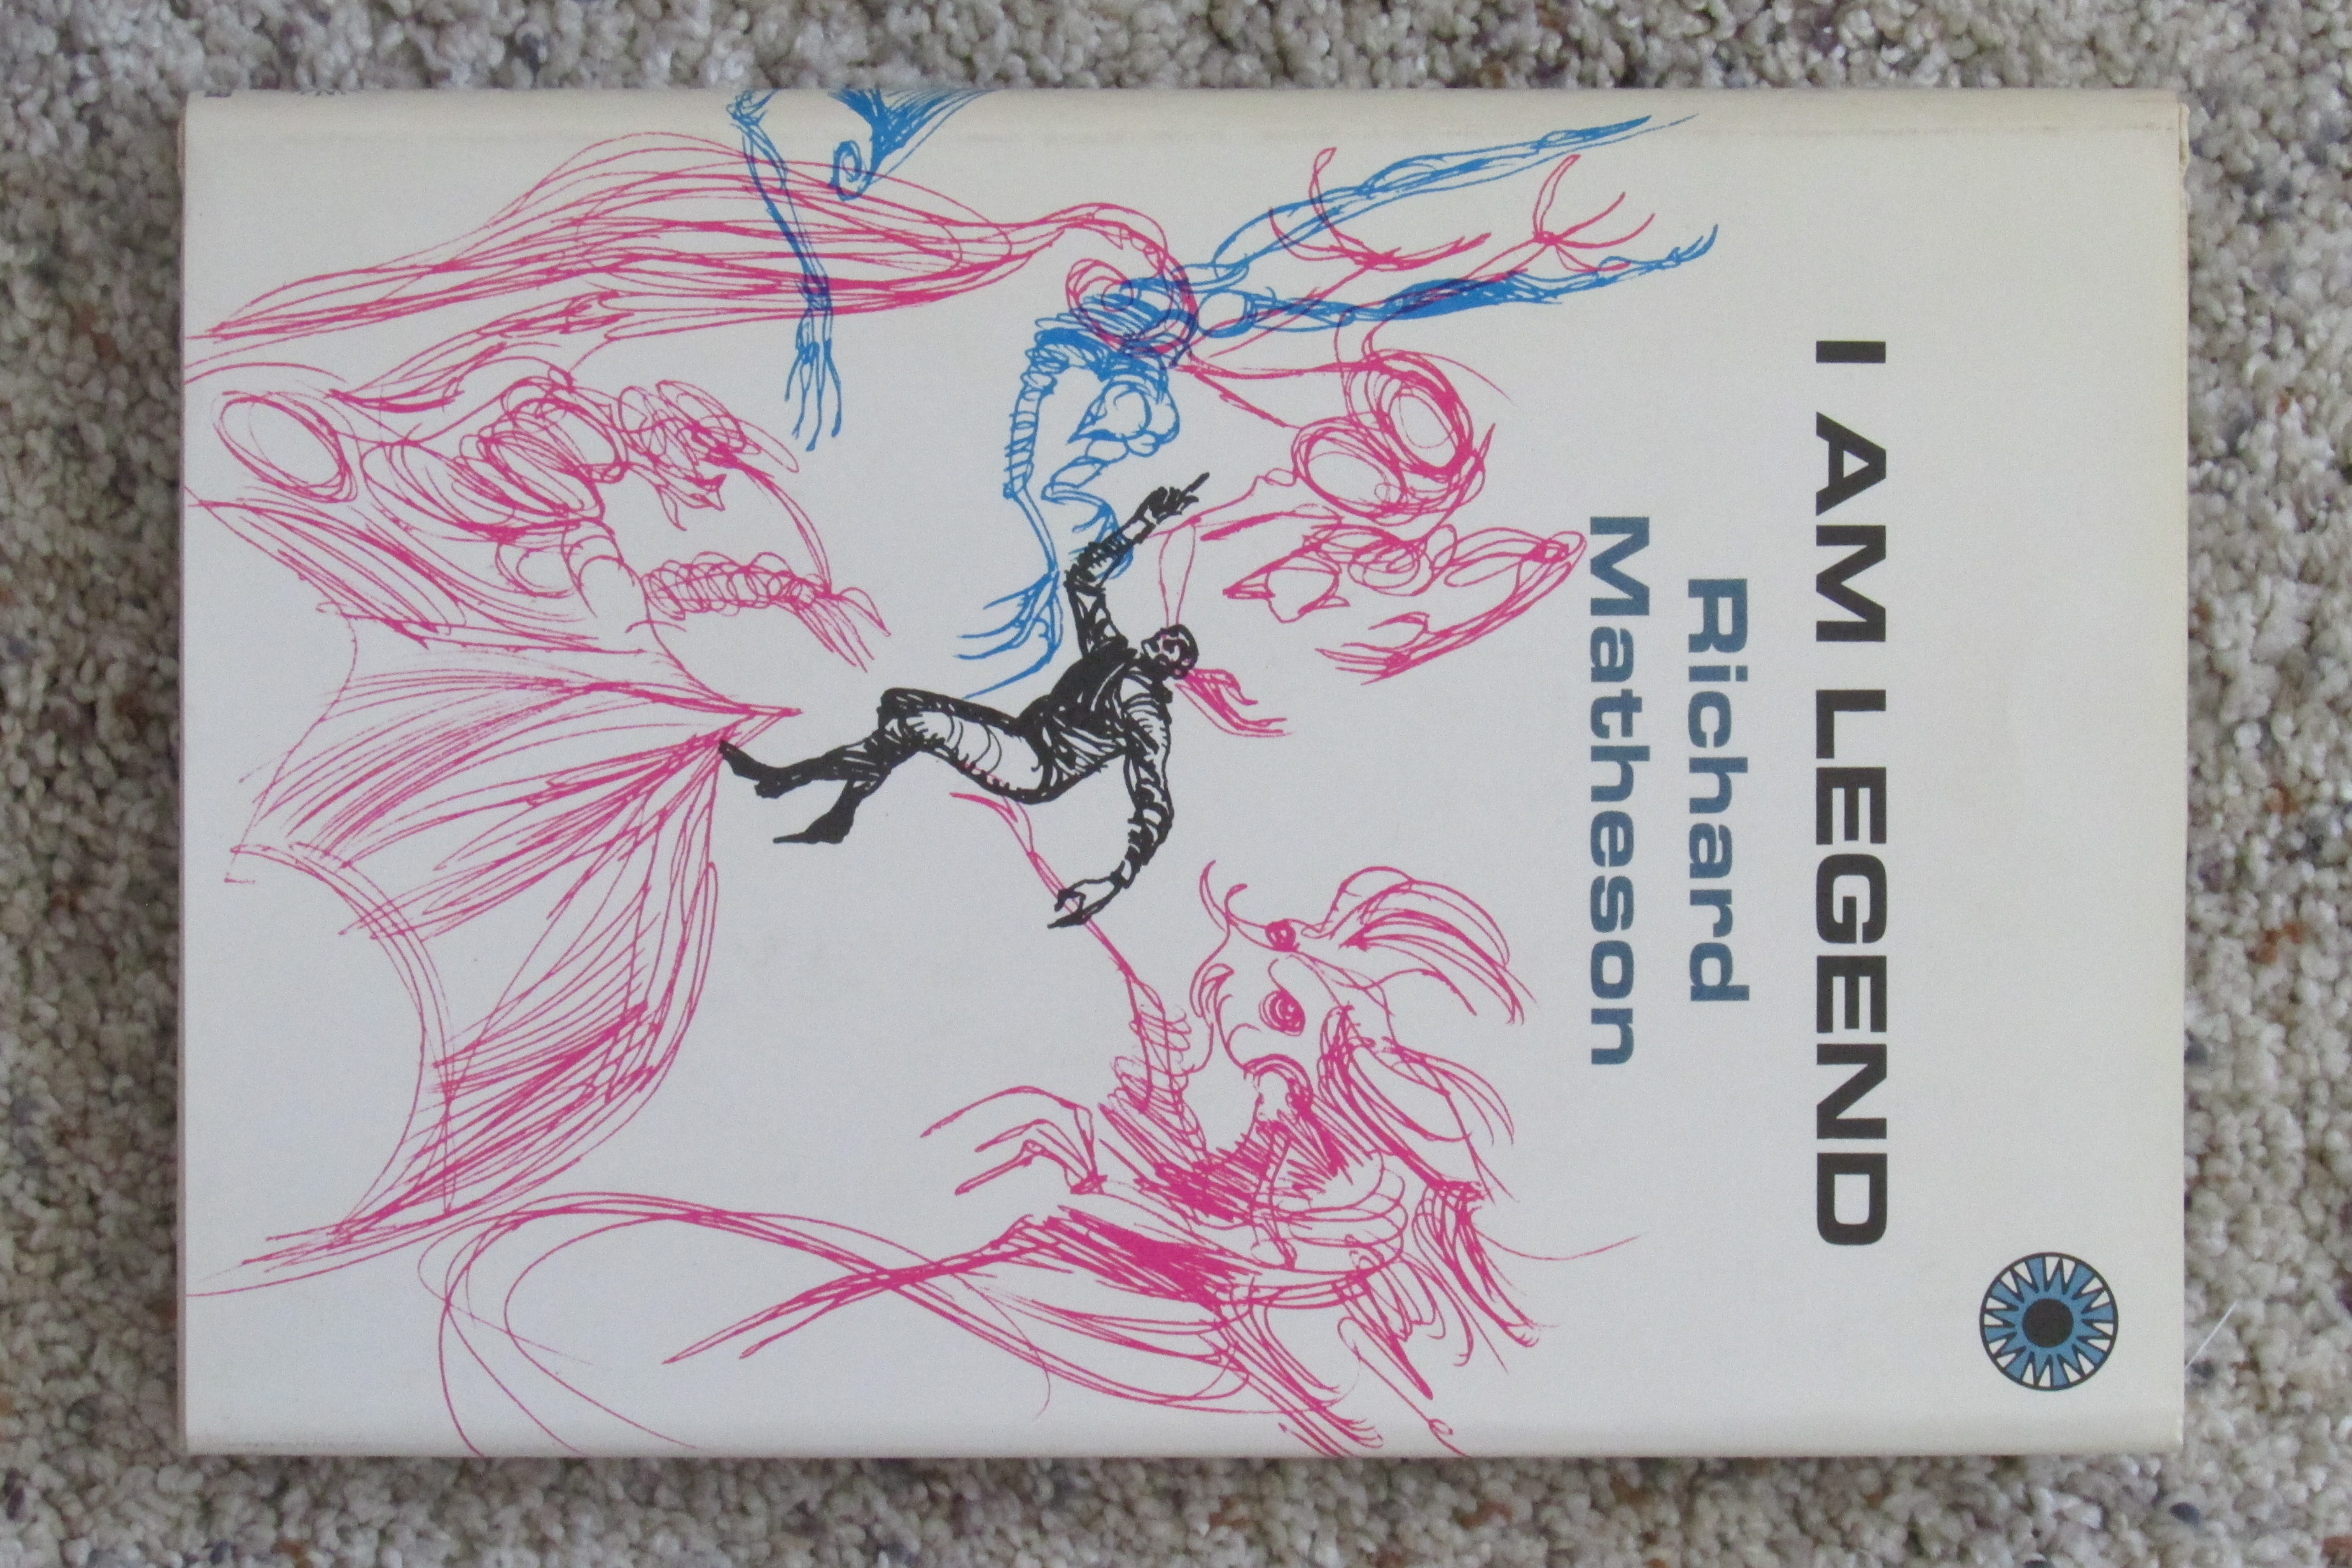 I AM LEGEND
Richard
Matheson